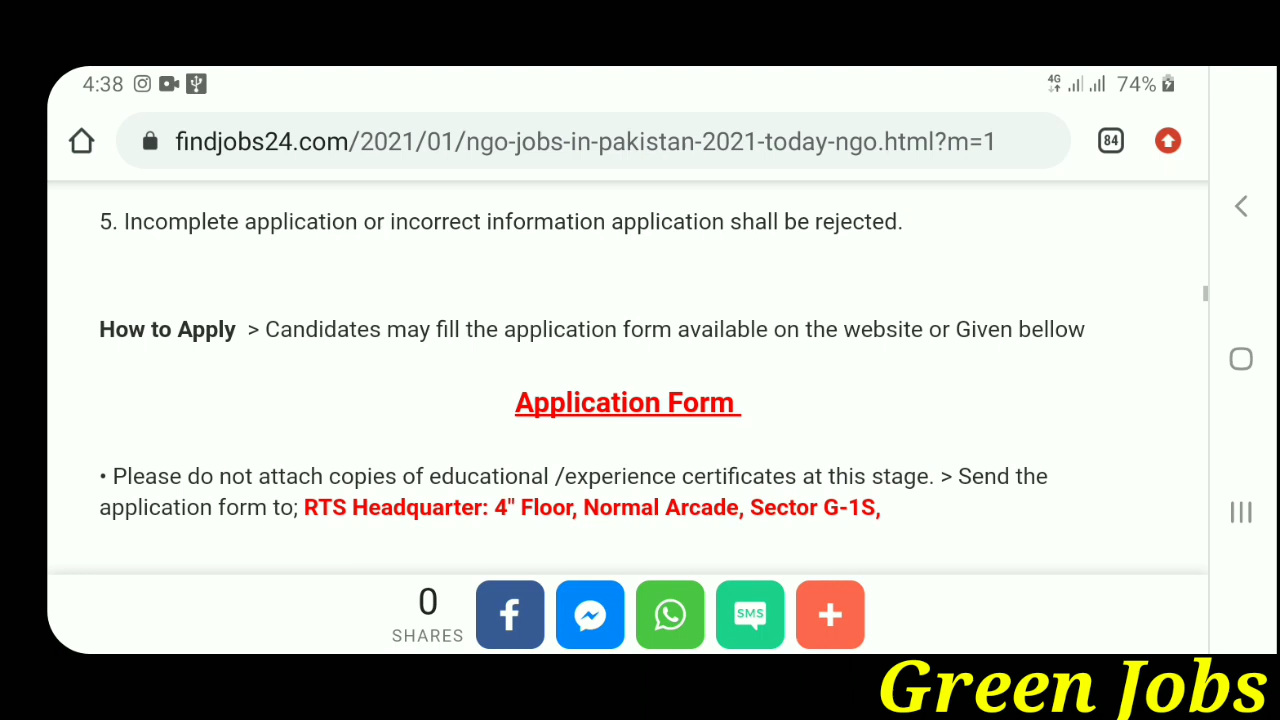 4:38
4G
74%
findjobs24.com/2021/01/ngo-jobs-in-pakistan-2021-today-ngo.html?m=1
84
5. Incomplete application or incorrect information application shall be rejected.
How to Apply > Candidates may fill the application form available on the website or Given bellow
Application Form
• Please do not attach copies of educational /experience certificates at this stage. > Send the
application form to; RTS Headquarter: 4" Floor, Normal Arcade, Sector G-1S,
0
SHARES
SMS
Green Jobs